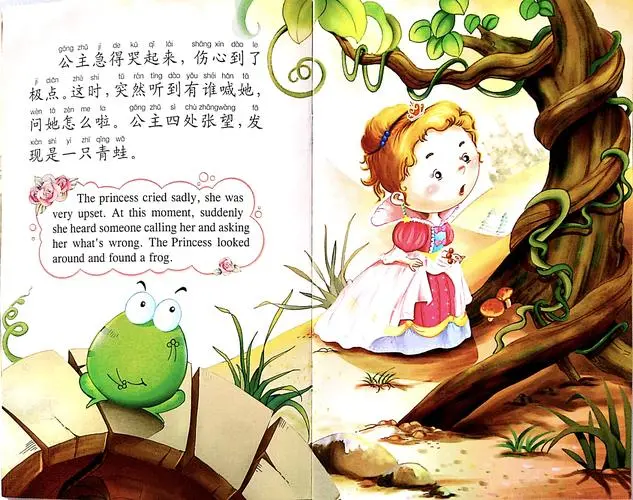 gōng zhǔ jí de kū qǐ lái shāng xīn dào le
公主急得哭起来，伤心到了
jí diǎn zhè shí tū rán tīng dào yǒu shéi hǎn tā
极点。这时，突然听到有谁喊她，
wèn tā zěn me la gōng zhǔ sì chù zhāng wàng fā
问她怎么啦。公主四处张望，发
xiàn shì yì zhī qīng wā
现是一只青蛙。
The princess cried sadly, she was
very upset. At this moment, suddenly
she heard someone calling her and asking
her what's wrong. The Princess looked
around and found a frog.